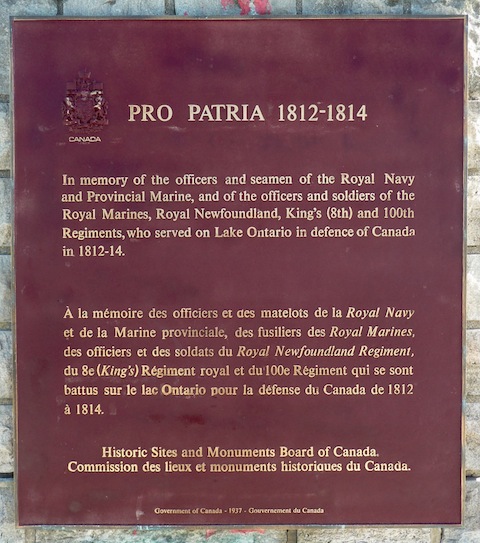 CANADA
PRO PATRIA 1812-1814
In memory of the officers and seamen of the Royal Navy
and Provincial Marine, and of the officers and soldiers of the
Royal Marines, Royal Newfoundland, King's (8th) and 100th
Regiments, who served on Lake Ontario in defence of Canada
in 1812-14.
À la mémoire des officiers et des matelots de la Royal Navy
et de la Marine provinciale, des fusiliers des Royal Marines,
des officiers et des soldats du Royal Newfoundland Regiment,
du 8e (King's) Régiment royal et du 100e Régiment qui se sont
battus sur le lac Ontario pour la défense du Canada de 1812
à 1814.
Historic Sites and Monuments Board of Canada.
Commission des lieux et monuments historiques du Canada.
Government of Canada - 1937 - Gouvernement du Canada